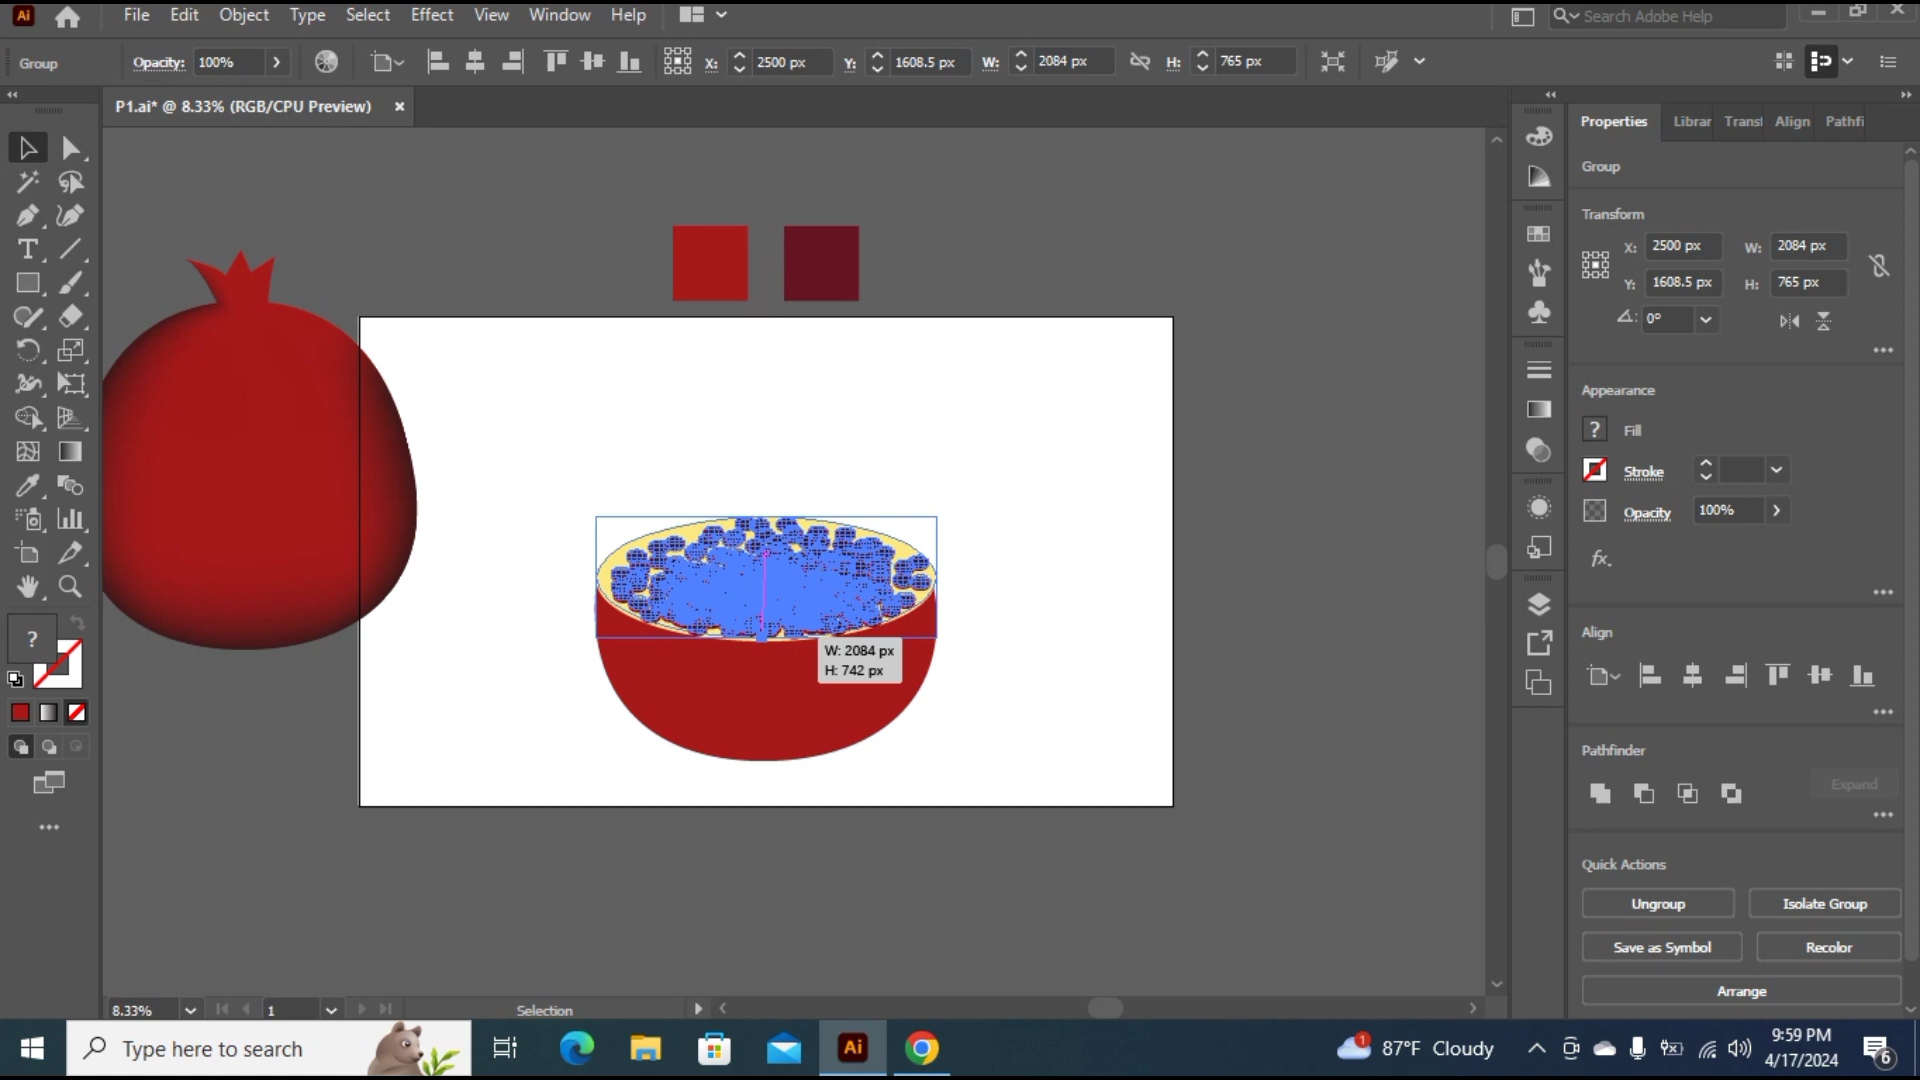 Ai File Edit Object Type Select Effect View Window Help Search Adobe Help
Group Opacity: 100% X: 2500 px Y: 1608.5 px W: 2084 px H: 765 px
P1.ai* @ 8.33% (RGB/CPU Preview) ×
Properties Librar Transf Align Pathfi
Group
Transform
X: 2500 px W: 2084 px
Y: 1608.5 px H: 765 px
0°
Appearance
? Fill
Stroke
Opacity 100%
fx.
Align
Pathfinder
Expand
Quick Actions
Ungroup Isolate Group
Save as Symbol Recolor
Arrange
T
?
W: 2084 px
H: 742 px
8.33% 1 Selection
Type here to search Ai 1 87°F Cloudy 9:59 PM
4/17/2024 6